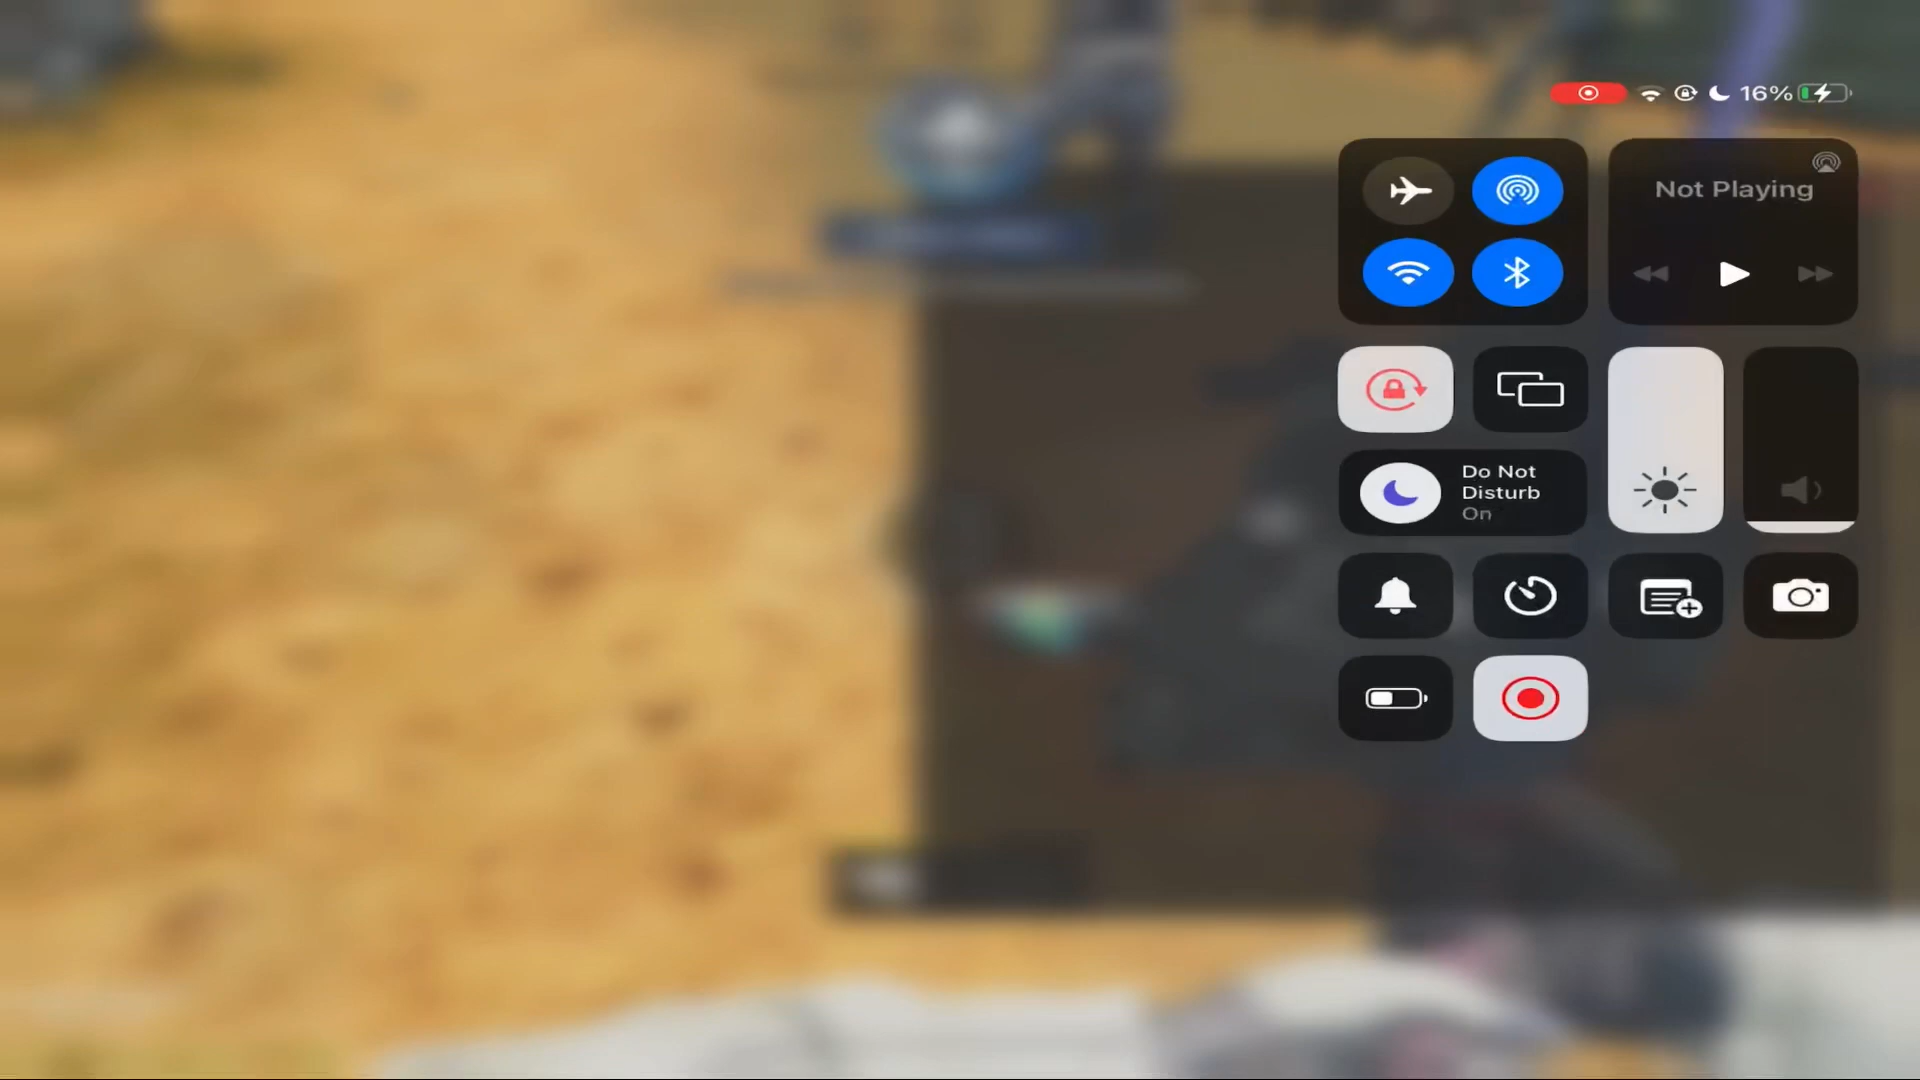 16%
Not Playing
Do Not
Disturb
On